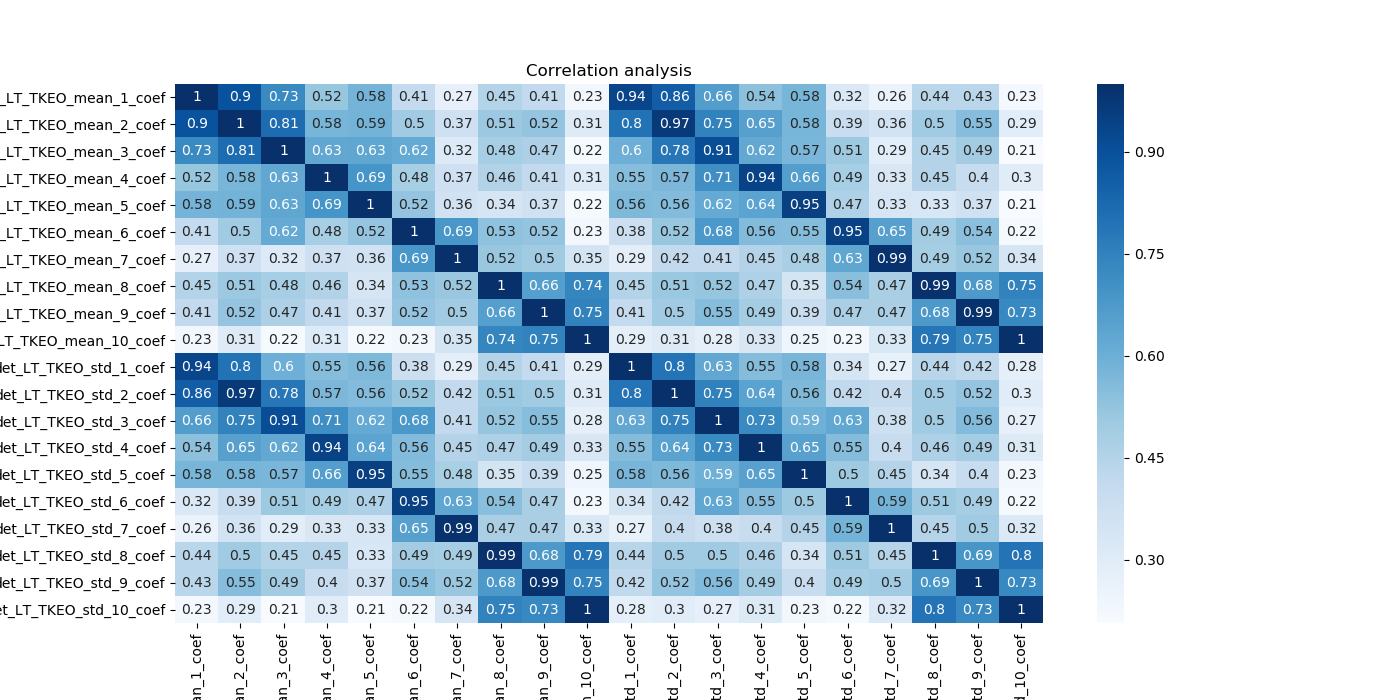 Correlation analysis
_LT_TKEO_mean_1_coef 1 0.9 0.73 0.52 0.58 0.41 0.27 0.45 0.41 0.23 0.94 0.86 0.66 0.54 0.58 0.32 0.26 0.44 0.43 0.23
_LT_TKEO_mean_2_coef 0.9 1 0.81 0.58 0.59 0.5 0.37 0.51 0.52 0.31 0.8 0.97 0.75 0.65 0.58 0.39 0.36 0.5 0.55 0.29
_LT_TKEO_mean_3_coef 0.73 0.81 1 0.63 0.63 0.62 0.32 0.48 0.47 0.22 0.6 0.78 0.91 0.62 0.57 0.51 0.29 0.45 0.49 0.21
_LT_TKEO_mean_4_coef 0.52 0.58 0.63 1 0.69 0.48 0.37 0.46 0.41 0.31 0.55 0.57 0.71 0.94 0.66 0.49 0.33 0.45 0.4 0.3
_LT_TKEO_mean_5_coef 0.58 0.59 0.63 0.69 1 0.52 0.36 0.34 0.37 0.22 0.56 0.56 0.62 0.64 0.95 0.47 0.33 0.33 0.37 0.21
_LT_TKEO_mean_6_coef 0.41 0.5 0.62 0.48 0.52 1 0.69 0.53 0.52 0.23 0.38 0.52 0.68 0.56 0.55 0.95 0.65 0.49 0.54 0.22
_LT_TKEO_mean_7_coef 0.27 0.37 0.32 0.37 0.36 0.69 1 0.52 0.5 0.35 0.29 0.42 0.41 0.45 0.48 0.63 0.99 0.49 0.52 0.34
_LT_TKEO_mean_8_coef 0.45 0.51 0.48 0.46 0.34 0.53 0.52 1 0.66 0.74 0.45 0.51 0.52 0.47 0.35 0.54 0.47 0.99 0.68 0.75
_LT_TKEO_mean_9_coef 0.41 0.52 0.47 0.41 0.37 0.52 0.5 0.66 1 0.75 0.41 0.5 0.55 0.49 0.39 0.47 0.47 0.68 0.99 0.73
LT_TKEO_mean_10_coef 0.23 0.31 0.22 0.31 0.22 0.23 0.35 0.74 0.75 1 0.29 0.31 0.28 0.33 0.25 0.23 0.33 0.79 0.75 1
det_LT_TKEO_std_1_coef 0.94 0.8 0.6 0.55 0.56 0.38 0.29 0.45 0.41 0.29 1 0.8 0.63 0.55 0.58 0.34 0.27 0.44 0.42 0.28
det_LT_TKEO_std_2_coef 0.86 0.97 0.78 0.57 0.56 0.52 0.42 0.51 0.5 0.31 0.8 1 0.75 0.64 0.56 0.42 0.4 0.5 0.52 0.3
det_LT_TKEO_std_3_coef 0.66 0.75 0.91 0.71 0.62 0.68 0.41 0.52 0.55 0.28 0.63 0.75 1 0.73 0.59 0.63 0.38 0.5 0.56 0.27
det_LT_TKEO_std_4_coef 0.54 0.65 0.62 0.94 0.64 0.56 0.45 0.47 0.49 0.33 0.55 0.64 0.73 1 0.65 0.55 0.4 0.46 0.49 0.31
det_LT_TKEO_std_5_coef 0.58 0.58 0.57 0.66 0.95 0.55 0.48 0.35 0.39 0.25 0.58 0.56 0.59 0.65 1 0.5 0.45 0.34 0.4 0.23
det_LT_TKEO_std_6_coef 0.32 0.39 0.51 0.49 0.47 0.95 0.63 0.54 0.47 0.23 0.34 0.42 0.63 0.55 0.5 1 0.59 0.51 0.49 0.22
det_LT_TKEO_std_7_coef 0.26 0.36 0.29 0.33 0.33 0.65 0.99 0.47 0.47 0.33 0.27 0.4 0.38 0.4 0.45 0.59 1 0.45 0.5 0.32
det_LT_TKEO_std_8_coef 0.44 0.5 0.45 0.45 0.33 0.49 0.49 0.99 0.68 0.79 0.44 0.5 0.5 0.46 0.34 0.51 0.45 1 0.69 0.8
det_LT_TKEO_std_9_coef 0.43 0.55 0.49 0.4 0.37 0.54 0.52 0.68 0.99 0.75 0.42 0.52 0.56 0.49 0.4 0.49 0.5 0.69 1 0.73
et_LT_TKEO_std_10_coef 0.23 0.29 0.21 0.3 0.21 0.22 0.34 0.75 0.73 1 0.28 0.3 0.27 0.31 0.23 0.22 0.32 0.8 0.73 1
an_1_coef
an_2_coef
an_3_coef
an_4_coef
an_5_coef
an_6_coef
an_7_coef
an_8_coef
an_9_coef
n_10_coef
td_1_coef
td_2_coef
td_3_coef
td_4_coef
td_5_coef
td_6_coef
td_7_coef
td_8_coef
td_9_coef
d_10_coef
0.90
0.75
0.60
0.45
0.30